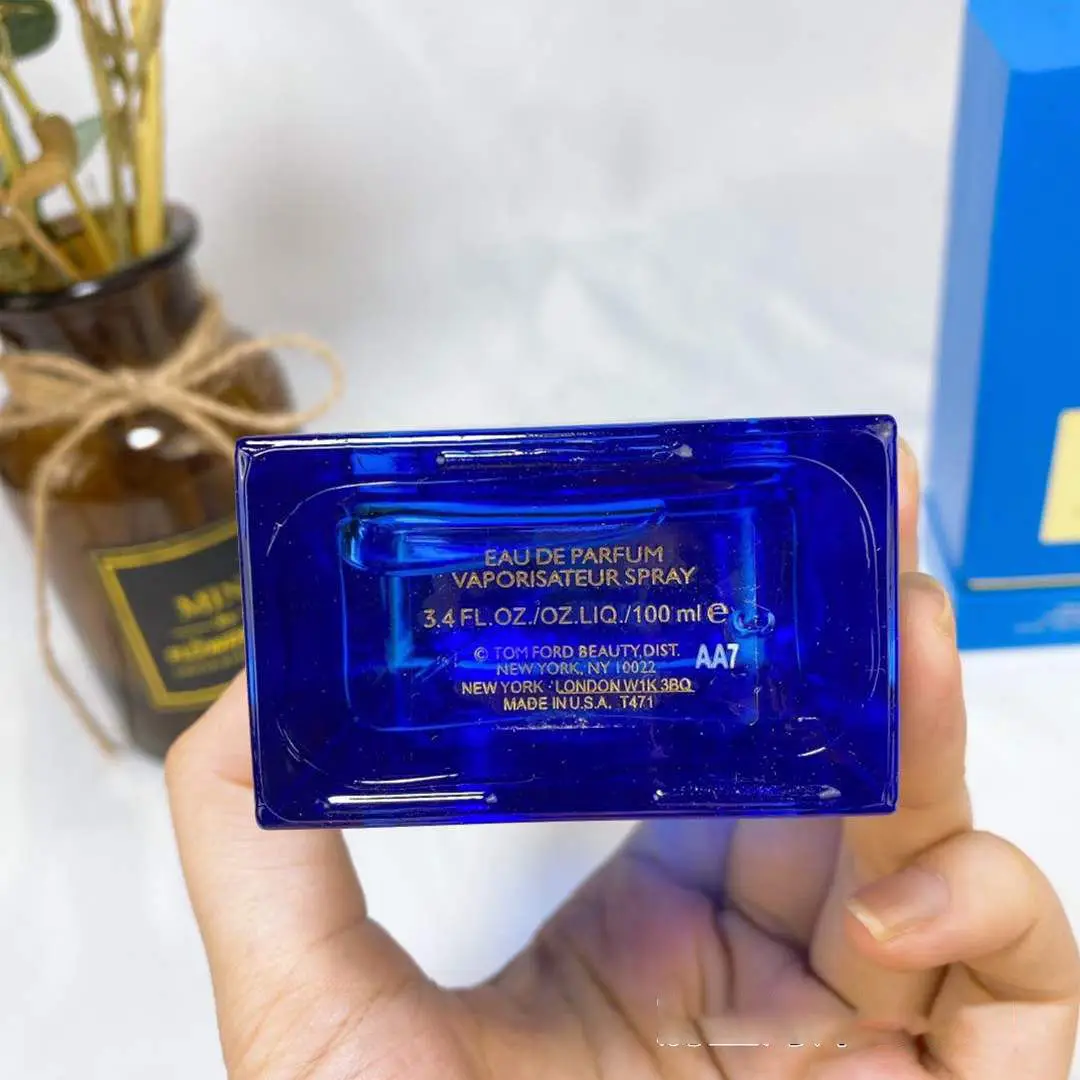 EAU DE PARFUM
VAPORISATEUR SPRAY
3.4 FL.OZ./OZ.LIQ./100 ml ℮
© TOM FORD BEAUTY, DIST.
NEW YORK, NY 10022
AA7
NEW YORK · LONDON W1K 3BQ
MADE IN U.S.A. T471